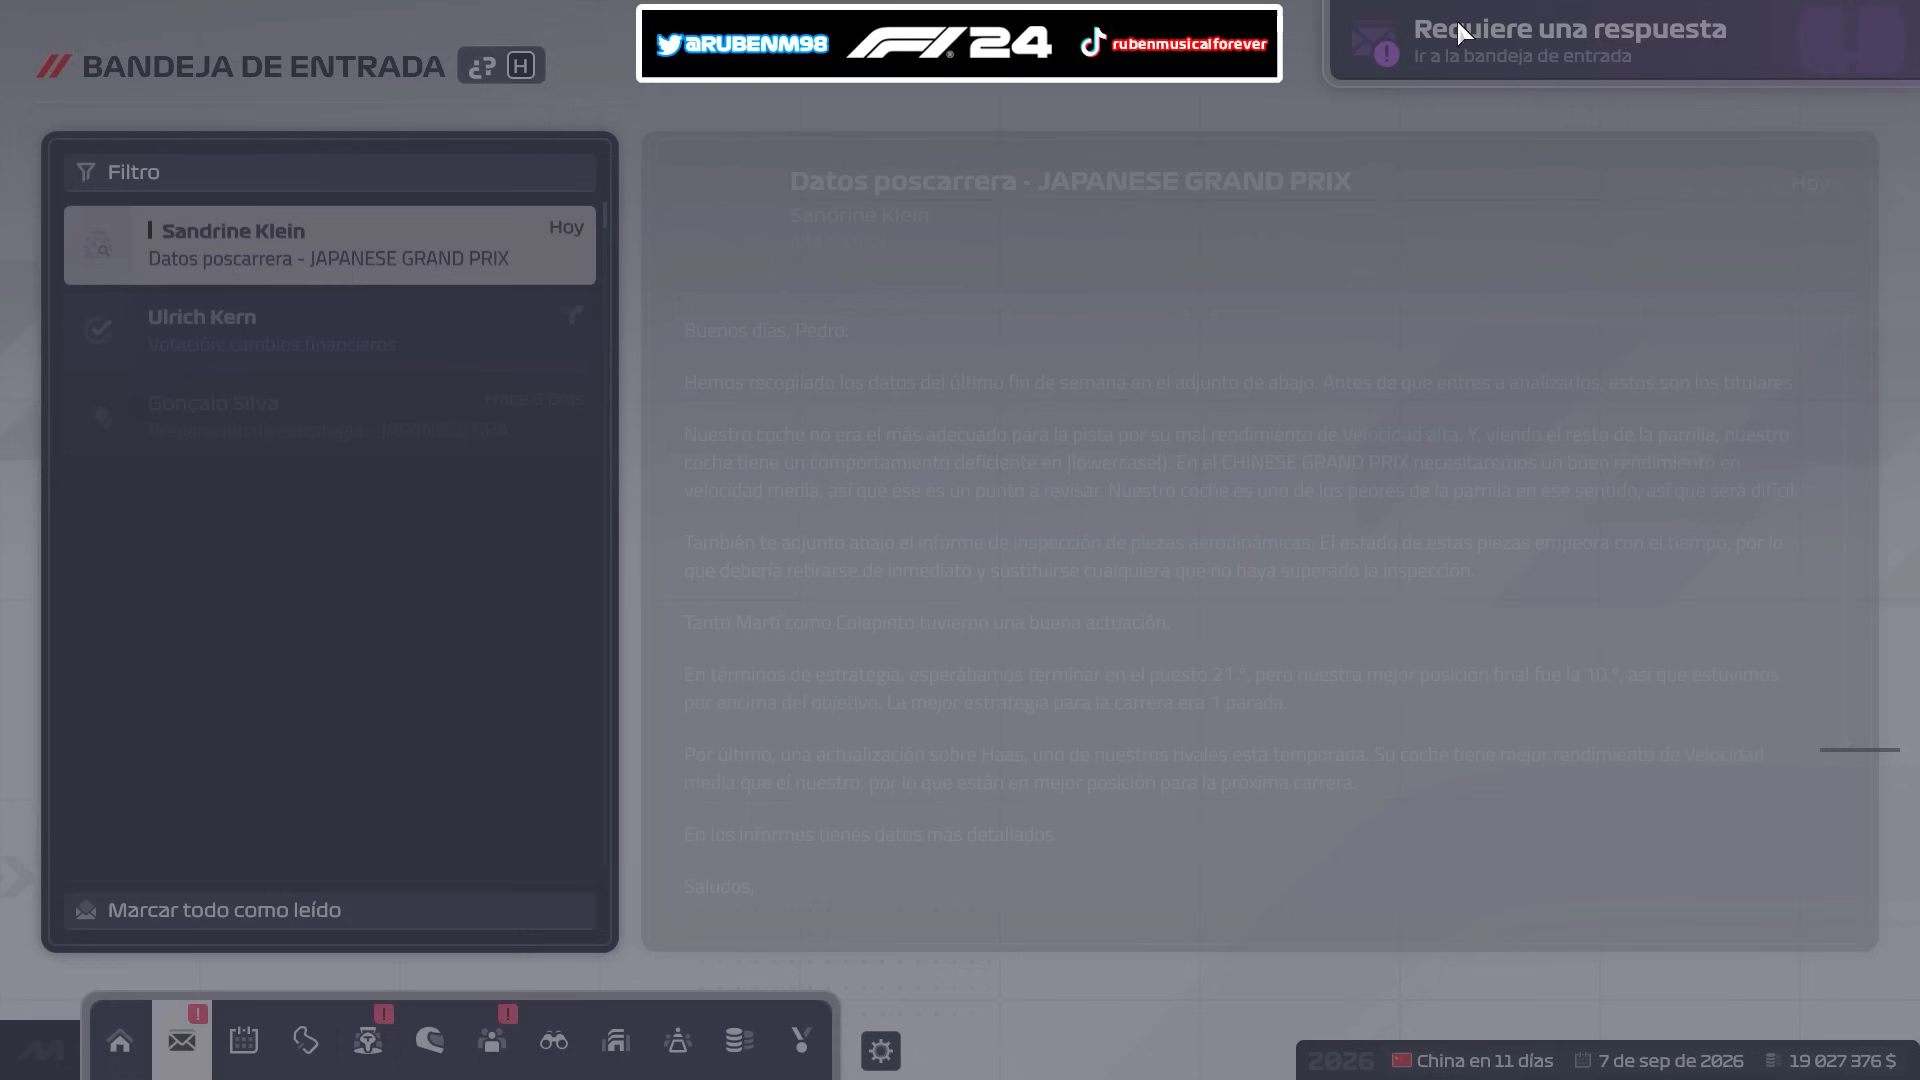 BANDEJA DE ENTRADA
¿? H
@RUBENM98
F1 24
rubenmusicalforever
Requiere una respuesta
Ir a la bandeja de entrada
Filtro
Sandrine Klein
Hoy
Datos poscarrera - JAPANESE GRAND PRIX
Ulrich Kern
Votación: cambios financieros
Gonçalo Silva
Hace 3 días
Marcar todo como leído
Datos poscarrera - JAPANESE GRAND PRIX
Hoy
Sandrine Klein
Buenos días, Pedro:
Hemos recopilado los datos del último fin de semana en el adjunto de abajo. Antes de que entres a analizarlos, estos son los titulares
Nuestro coche no era el más adecuado para la pista por su mal rendimiento de Velocidad alta. Y, viendo el resto de la parrilla, nuestro
coche tiene un comportamiento deficiente en |lowercase(). En el CHINESE GRAND PRIX necesitaremos un buen rendimiento en
velocidad media, así que ese es un punto a revisar. Nuestro coche es uno de los peores de la parrilla en ese sentido, así que será difícil.
También te adjunto abajo el informe de inspección de piezas aerodinámicas. El estado de estas piezas empeora con el tiempo, por lo
que debería retirarse de inmediato y sustituirse cualquiera que no haya superado la inspección.
Tanto Martí como Colapinto tuvieron una buena actuación.
En términos de estrategia, esperábamos terminar en el puesto 21.º, pero nuestra mejor posición final fue la 10.º, así que estuvimos
por encima del objetivo. La mejor estrategia para la carrera era 1 parada.
Por último, una actualización sobre Haas, uno de nuestros rivales esta temporada. Su coche tiene mejor rendimiento de Velocidad
media que el nuestro, por lo que están en mejor posición para la próxima carrera.
En los informes tienes datos más detallados.
Saludos,
2026
China en 11 días
7 de sep de 2026
19 027 376 $